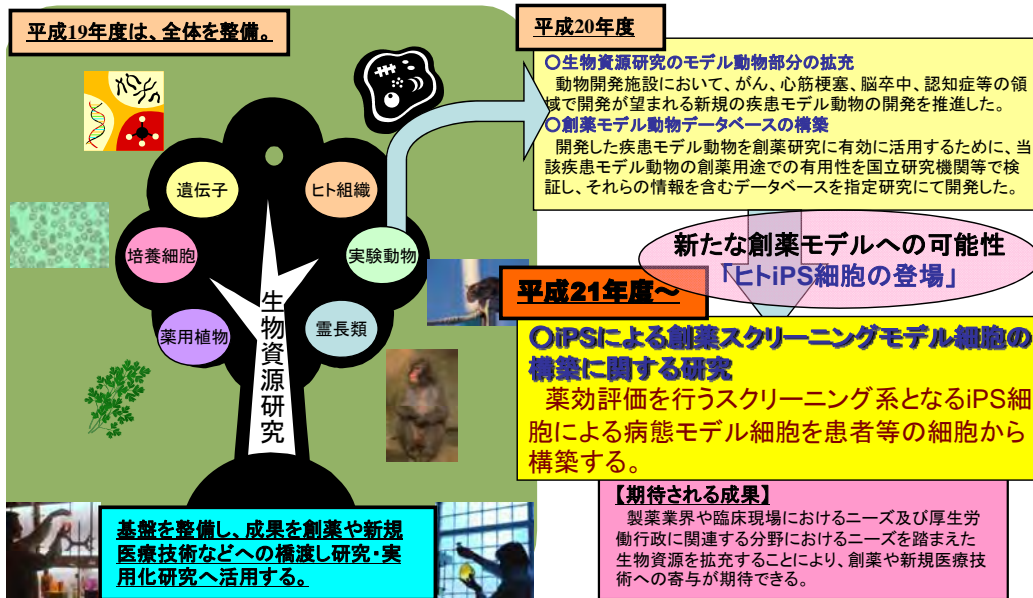 平成19年度は、全体を整備。
遺伝子
ヒト組織
培養細胞
実験動物
薬用植物
霊長類
生物資源研究
基盤を整備し、成果を創薬や新規
医療技術などへの橋渡し研究・実
用化研究へ活用する。
平成20年度
○生物資源研究のモデル動物部分の拡充
動物開発施設において、がん、心筋梗塞、脳卒中、認知症等の領
域で開発が望まれる新規の疾患モデル動物の開発を推進した。
○創薬モデル動物データベースの構築
開発した疾患モデル動物を創薬研究に有効に活用するために、当
該疾患モデル動物の創薬用途での有用性を国立研究機関等で検
証し、それらの情報を含むデータベースを指定研究にて開発した。
新たな創薬モデルへの可能性
「ヒトiPS細胞の登場」
平成21年度～
○iPSによる創薬スクリーニングモデル細胞の
構築に関する研究
薬効評価を行うスクリーニング系となるiPS細
胞による病態モデル細胞を患者等の細胞から
構築する。
【期待される成果】
製薬業界や臨床現場におけるニーズ及び厚生労
働行政に関連する分野におけるニーズを踏まえた
生物資源を拡充することにより、創薬や新規医療技
術への寄与が期待できる。